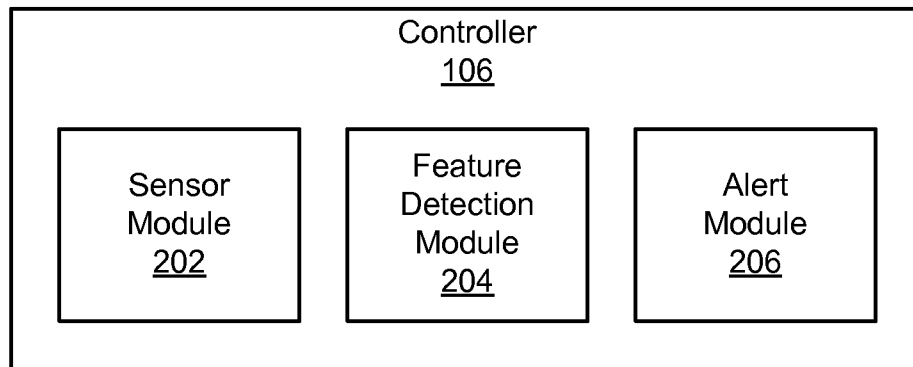 Controller
106
Sensor
Module
202
Feature
Detection
Module
204
Alert
Module
206